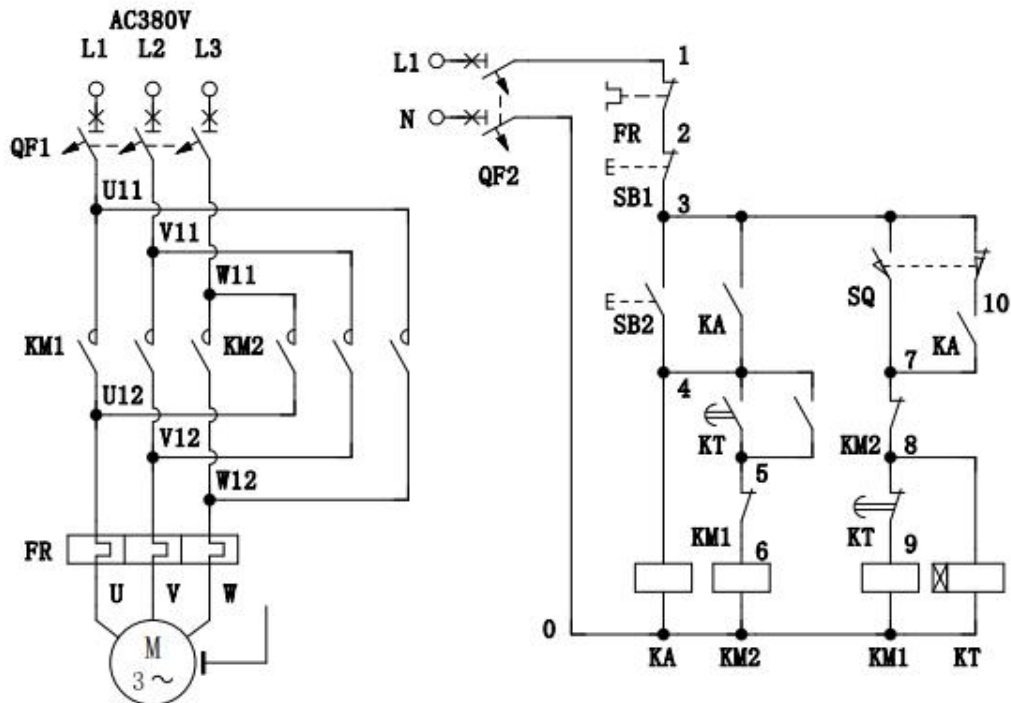 AC380V
L1 L2 L3
QF1
U11
V11
W11
KM1 KM2
U12
V12
W12
FR
U V W
M
3～
L1
N
QF2
1
FR
2
SB1
3
SB2 KA SQ 10
KA
4 7
KT KM2 8
5
KM1 KT
6 9
0
KA KM2 KM1 KT